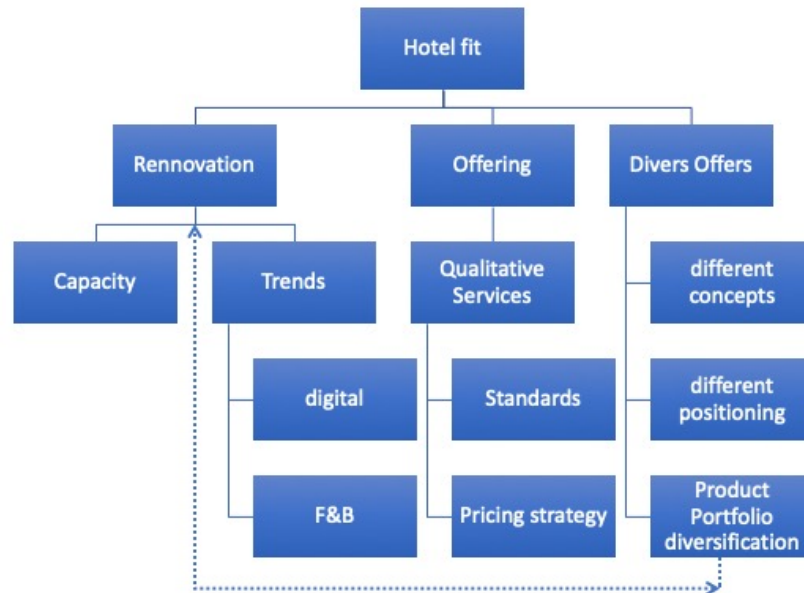 Hotel fit
Rennovation
Offering
Divers Offers
Capacity
Trends
Qualitative
Services
different
concepts
digital
Standards
different
positioning
F&B
Pricing strategy
Product
Portfolio
diversification